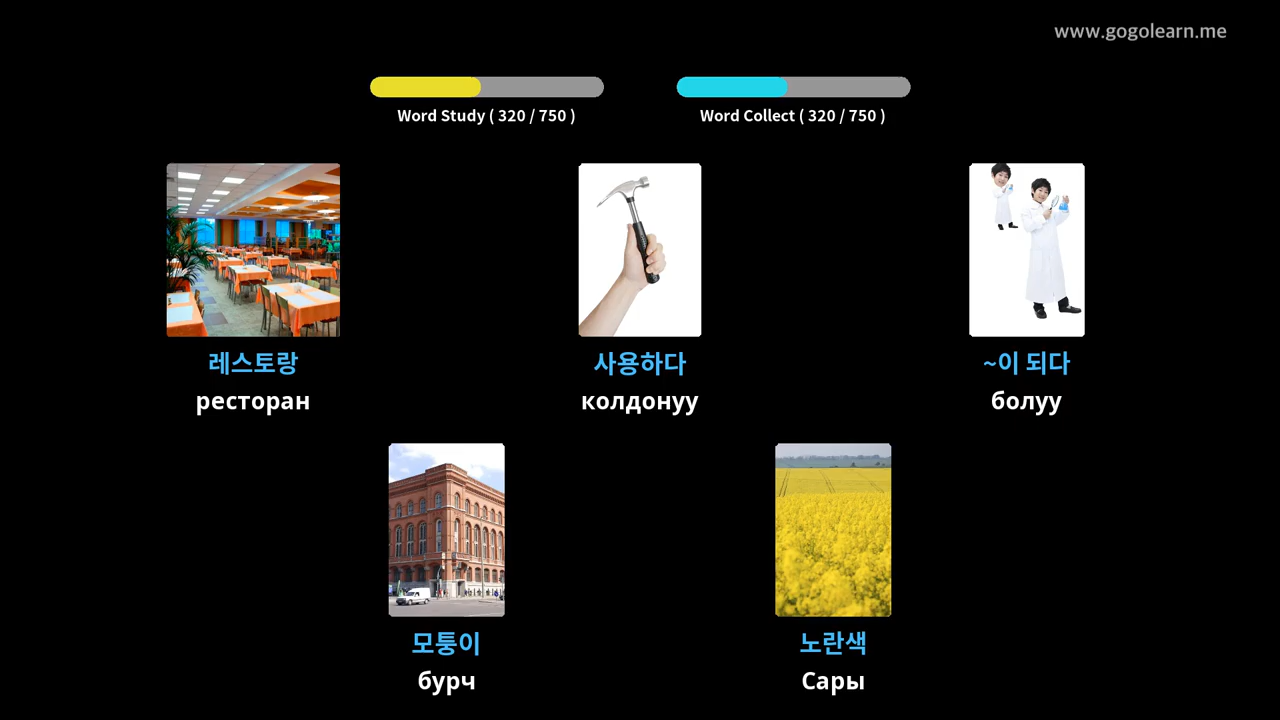 www.gogolearn.me
Word Study ( 320 / 750 )
Word Collect ( 320 / 750 )
레스토랑
ресторан
사용하다
колдонуу
~이 되다
болуу
모퉁이
бурч
노란색
Сары